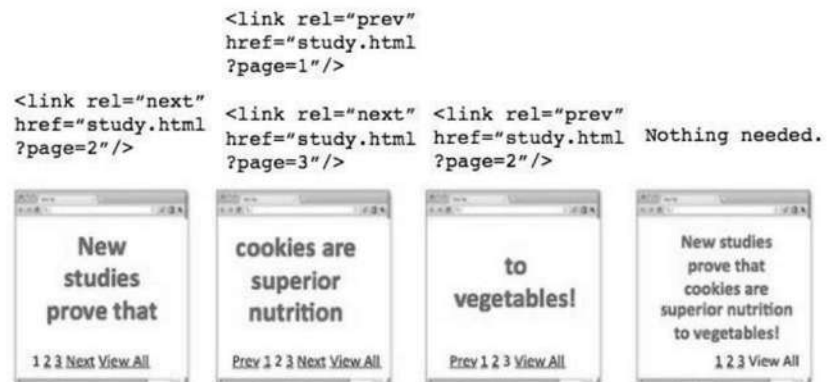 <link rel="prev"
href="study.html
?page=1"/>
<link rel="next"
href="study.html
?page=2"/>
<link rel="next"
href="study.html
?page=3"/>
<link rel="prev"
href="study.html
?page=2"/>
Nothing needed.
New
studies
prove that
1 2 3 Next View All
cookies are
superior
nutrition
Prev 1 2 3 Next View All
to
vegetables!
Prev 1 2 3 View All
New studies
prove that
cookies are
superior nutrition
to vegetables!
1 2 3 View All